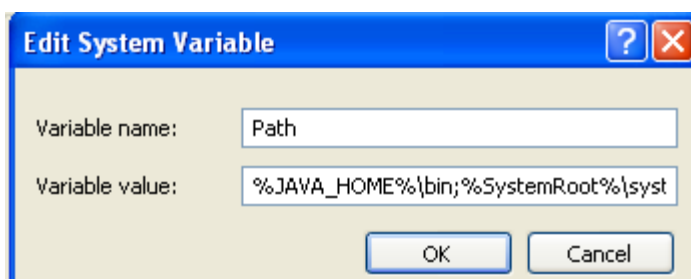 Edit System Variable
Variable name: Path
Variable value: %JAVA_HOME%\bin;%SystemRoot%\syst
OK Cancel